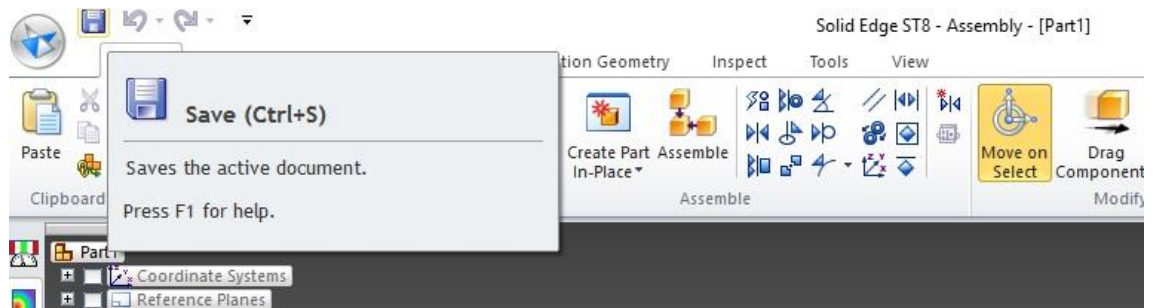 Solid Edge ST8 - Assembly - [Part1]
Inspect
Tools
View
tion Geometry
Save (Ctrl+S)
Saves the active document.
Press F1 for help.
Paste
Clipboard
Create Part
In-Place
Assemble
Assemble
Move on
Select
Drag
Component
Modify
Part1
Coordinate Systems
Reference Planes